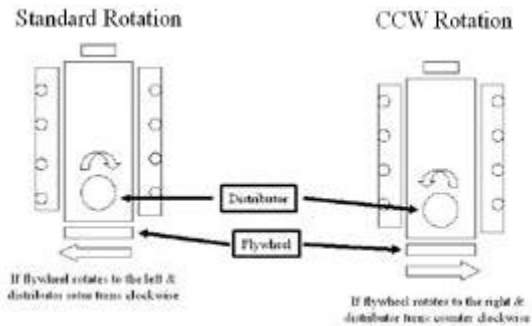 Standard Rotation
CCW Rotation
Distributor
Flywheel
If flywheel rotates to the left &
distributor rotor turns clockwise
If flywheel rotates to the right &
distributor turns counter clockwise